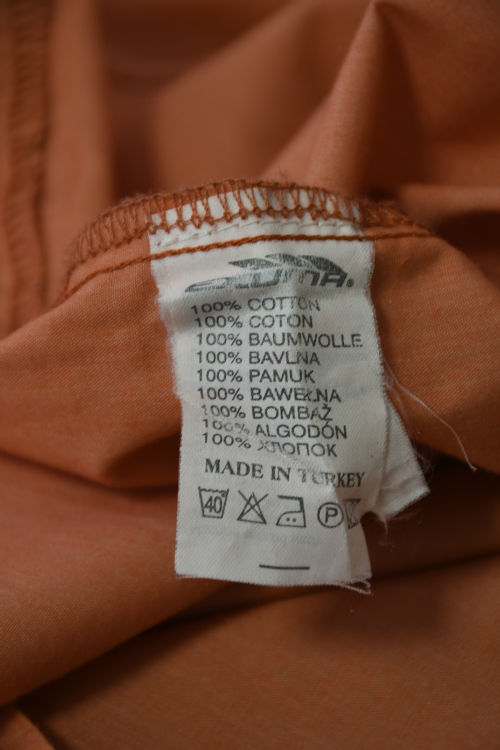 100% COTTON
100% COTON
100% BAUMWOLLE
100% BAVLNA
100% PAMUK
100% BAWEŁNA
100% BOMBAŽ
100% ALGODÓN
100% ХЛОПОК
MADE IN TURKEY
40
P